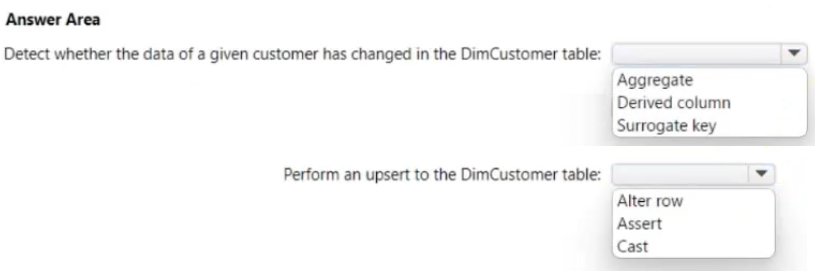 Answer Area
Detect whether the data of a given customer has changed in the DimCustomer table:
Aggregate
Derived column
Surrogate key
Perform an upsert to the DimCustomer table:
Alter row
Assert
Cast